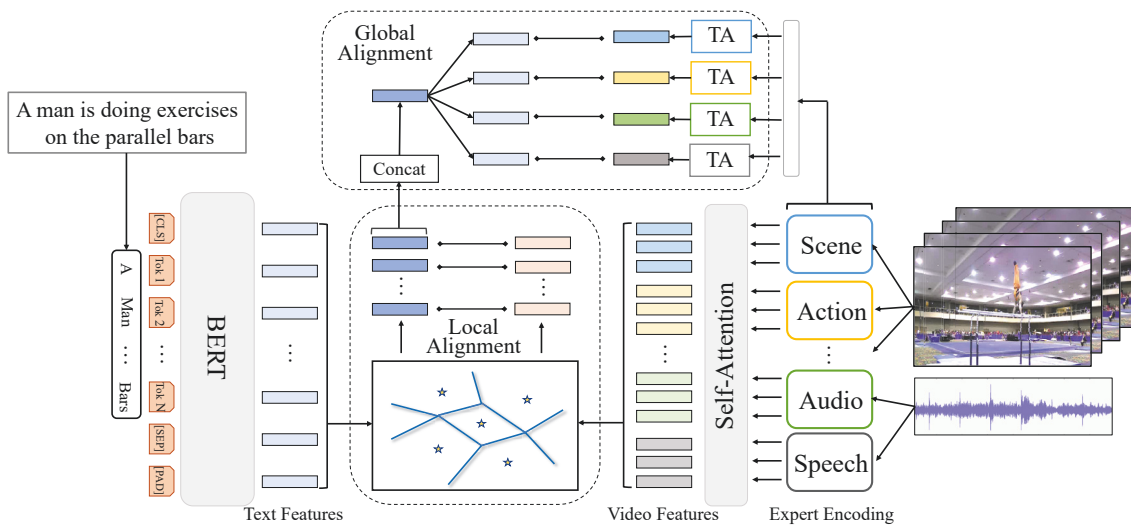 Global
Alignment
TA
TA
TA
TA
A man is doing exercises
on the parallel bars
Concat
[CLS]
Tok 1
Tok 2
Tok N
[SEP]
[PAD]
A
Man
...
Bars
BERT
...
Local
Alignment
...
Self-Attention
Scene
Action
...
Audio
Speech
Text Features
Video Features
Expert Encoding